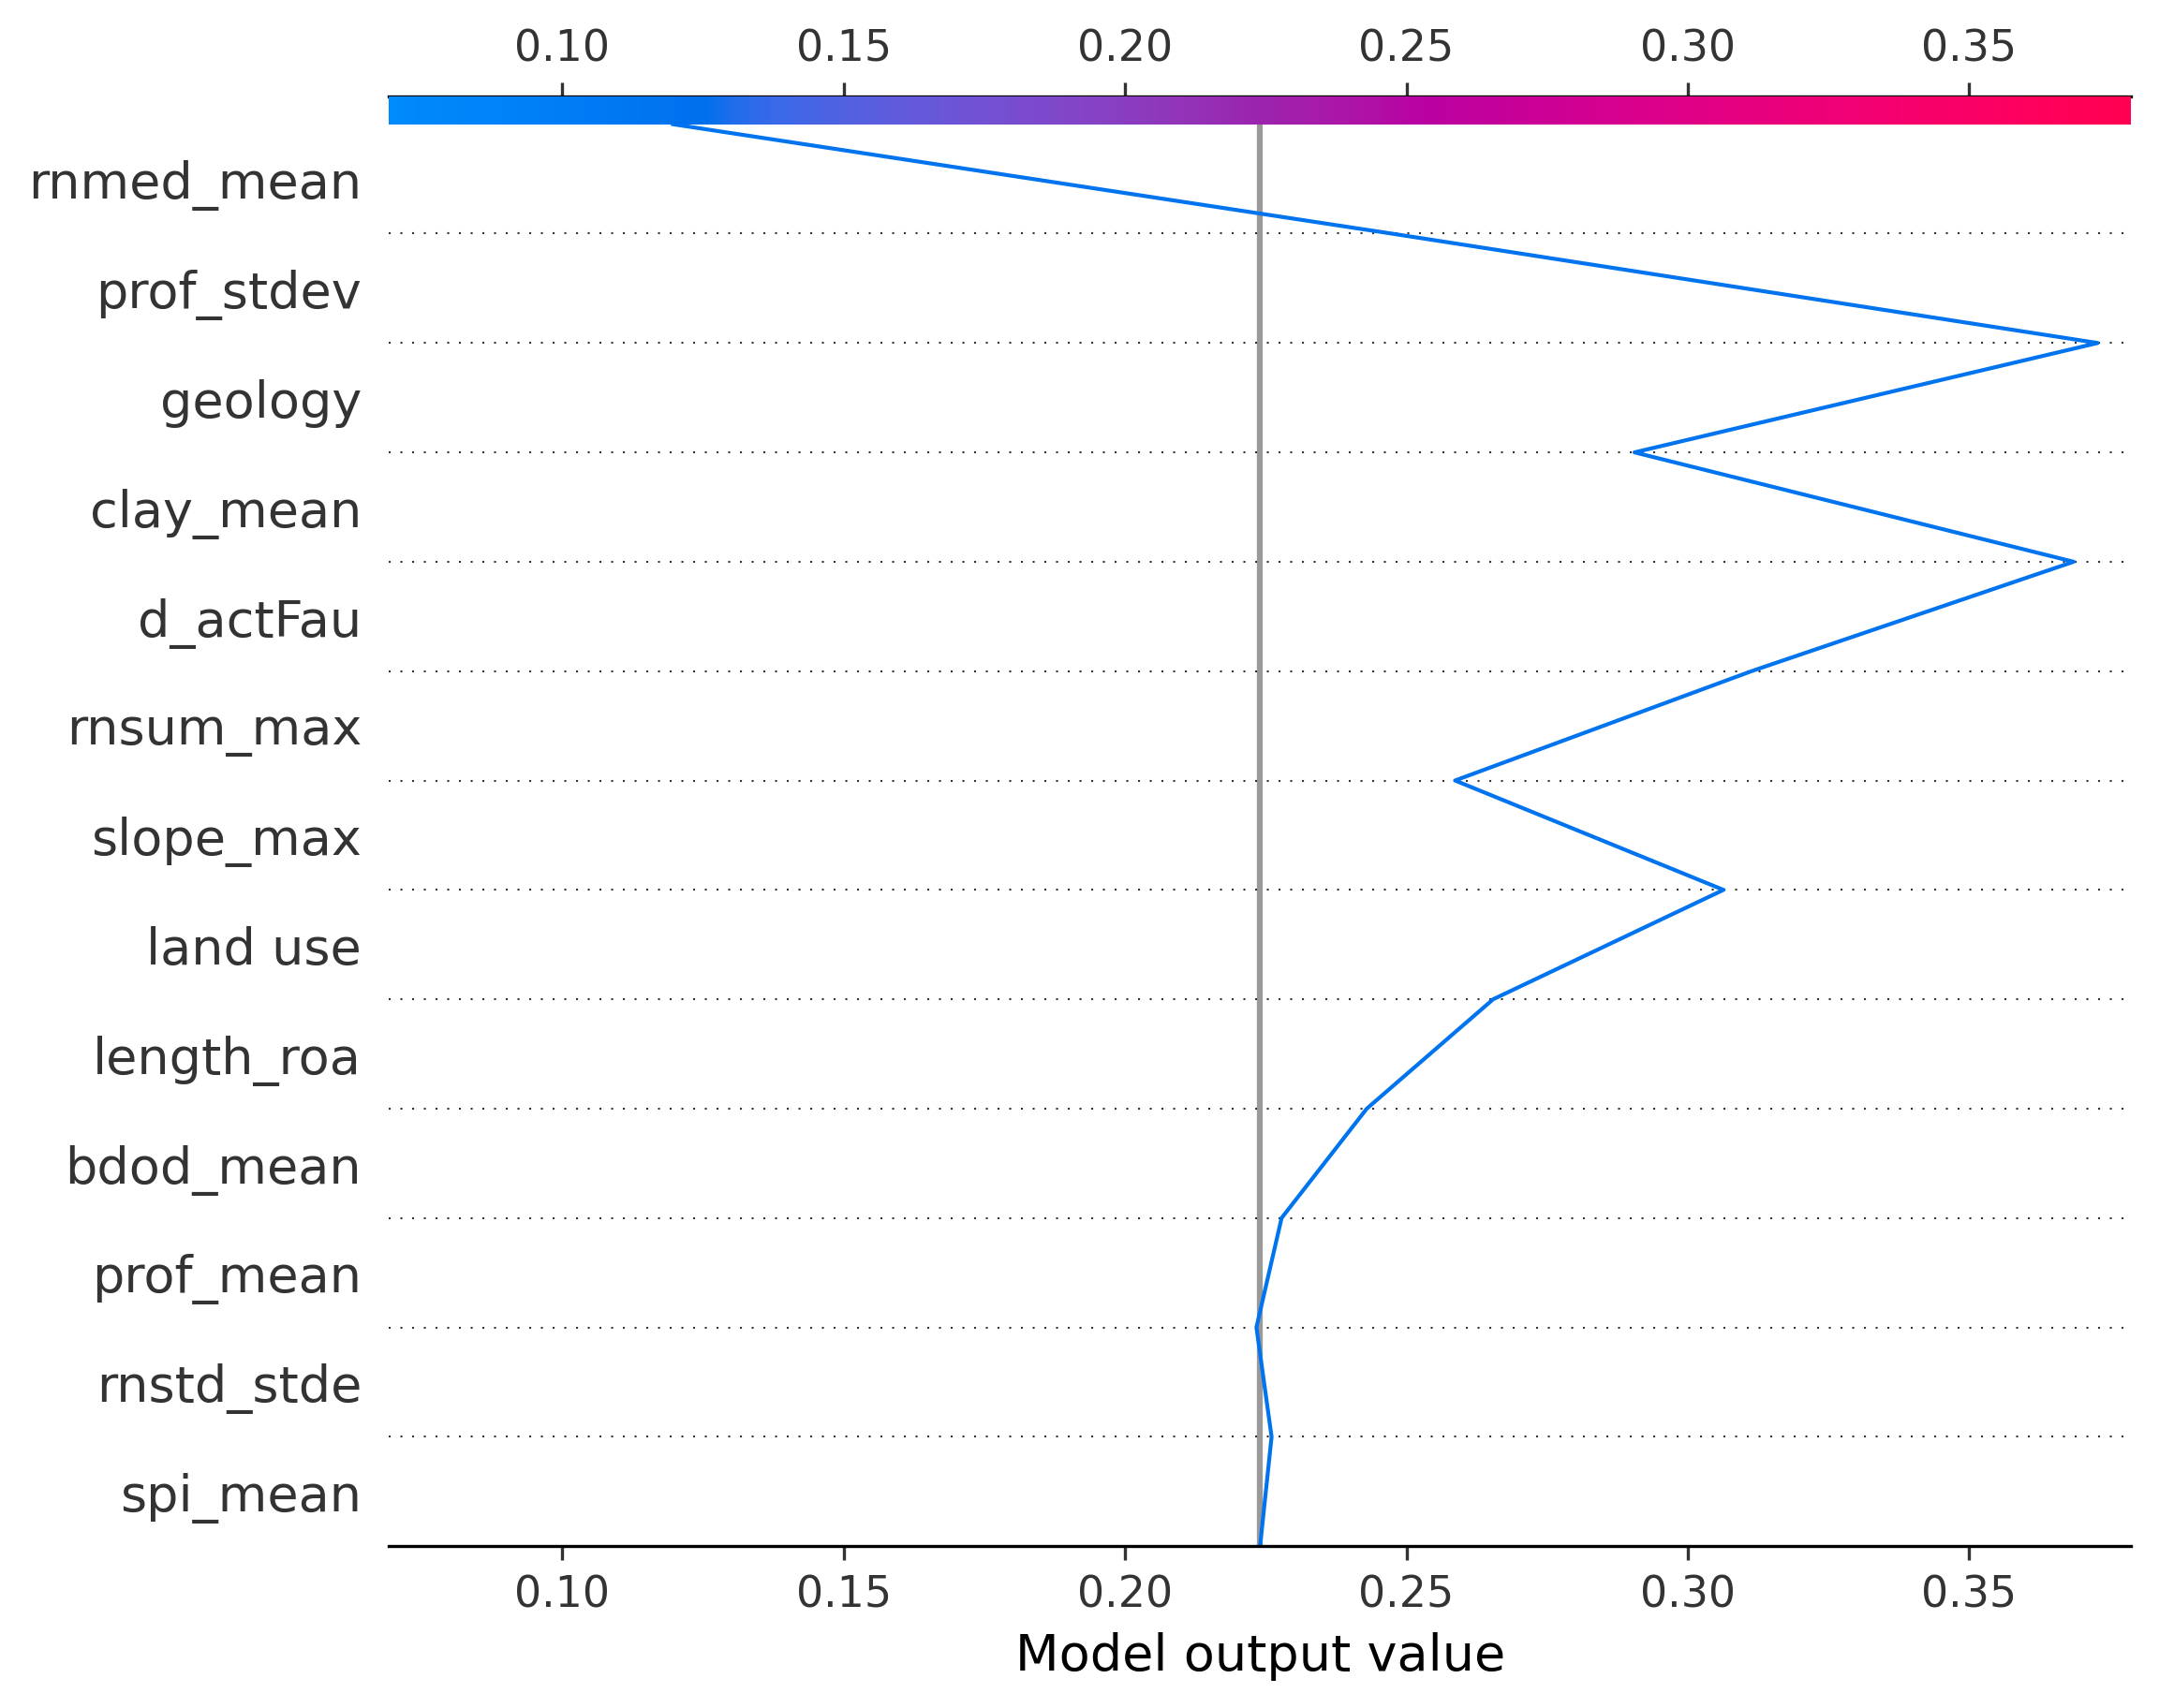 0.10 0.15 0.20 0.25 0.30 0.35
rnmed_mean
prof_stdev
geology
clay_mean
d_actFau
rnsum_max
slope_max
land use
length_roa
bdod_mean
prof_mean
rnstd_stde
spi_mean
0.10 0.15 0.20 0.25 0.30 0.35
Model output value